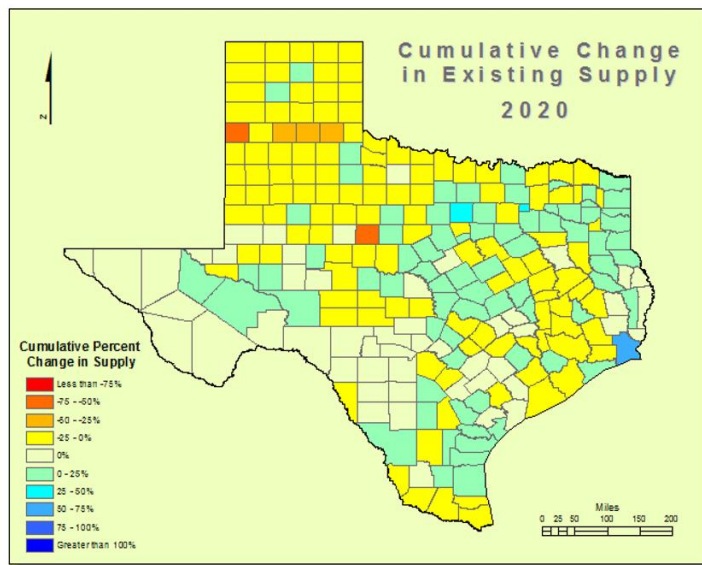 Cumulative Change
in Existing Supply
2020
N
Cumulative Percent
Change in Supply
Less than -75%
-75 - -50%
-50 - -25%
-25 - 0%
0%
0 - 25%
25 - 50%
50 - 75%
75 - 100%
Greater than 100%
Miles
0 25 50 100 150 200